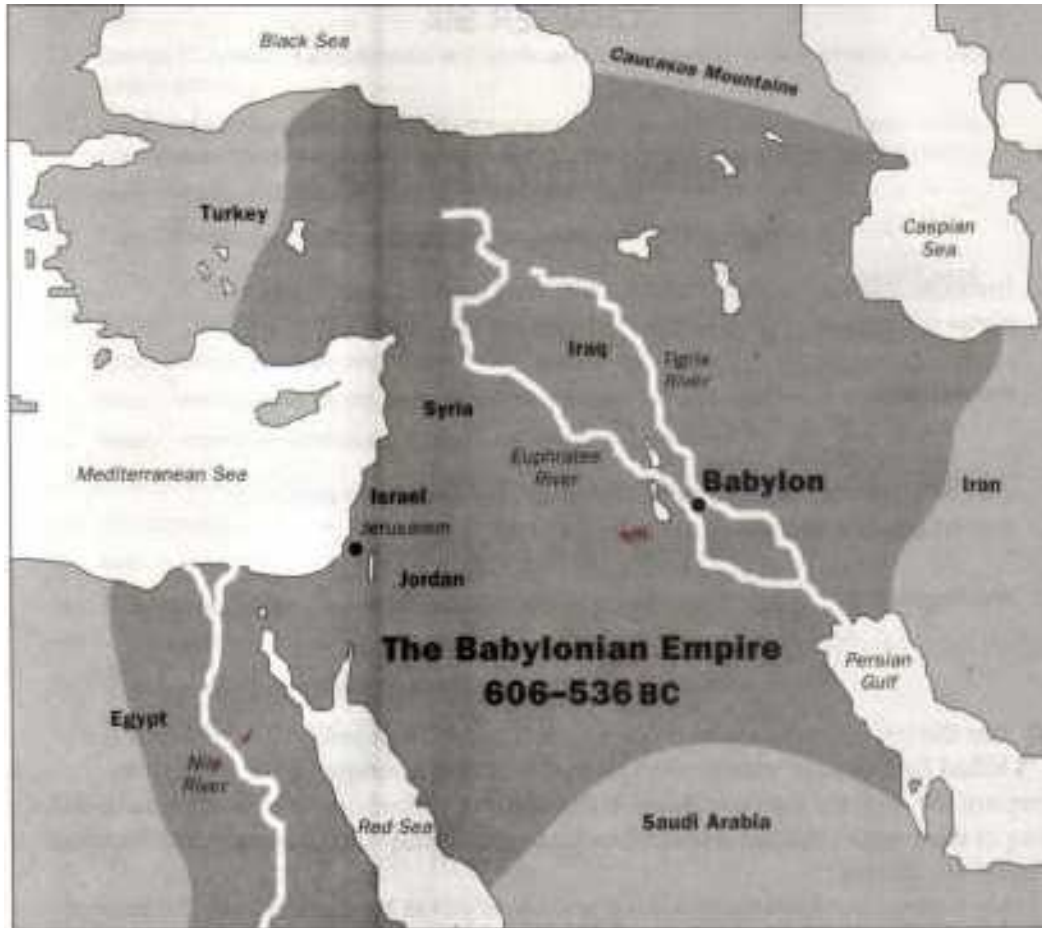 Black Sea
Caucasus Mountains
Turkey
Caspian
Sea
Iraq
Tigris
River
Syria
Euphrates
River
Mediterranean Sea
Babylon
Iran
Israel
Jerusalem
Jordan
The Babylonian Empire
606–536 BC
Persian
Gulf
Egypt
Nile
River
Red Sea
Saudi Arabia